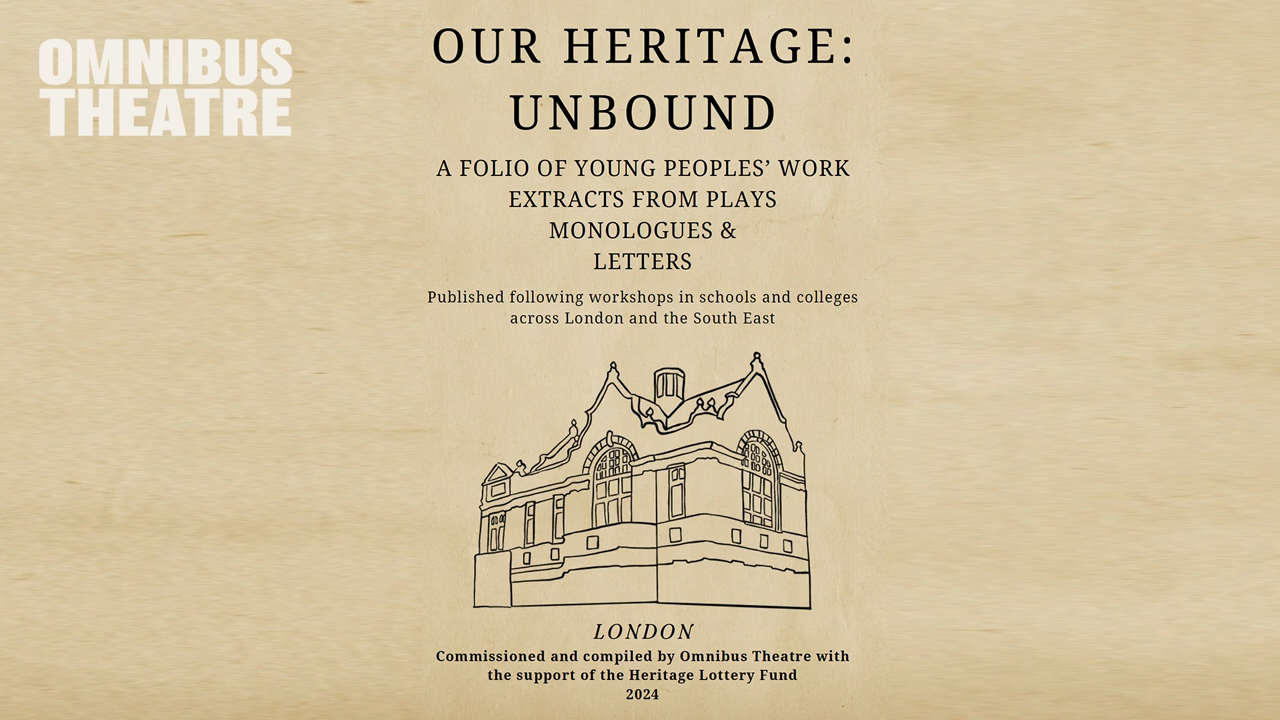 OMNIBUS
THEATRE
OUR HERITAGE:
UNBOUND
A FOLIO OF YOUNG PEOPLES’ WORK
EXTRACTS FROM PLAYS
MONOLOGUES &
LETTERS
Published following workshops in schools and colleges
across London and the South East
LONDON
Commissioned and compiled by Omnibus Theatre with
the support of the Heritage Lottery Fund
2024